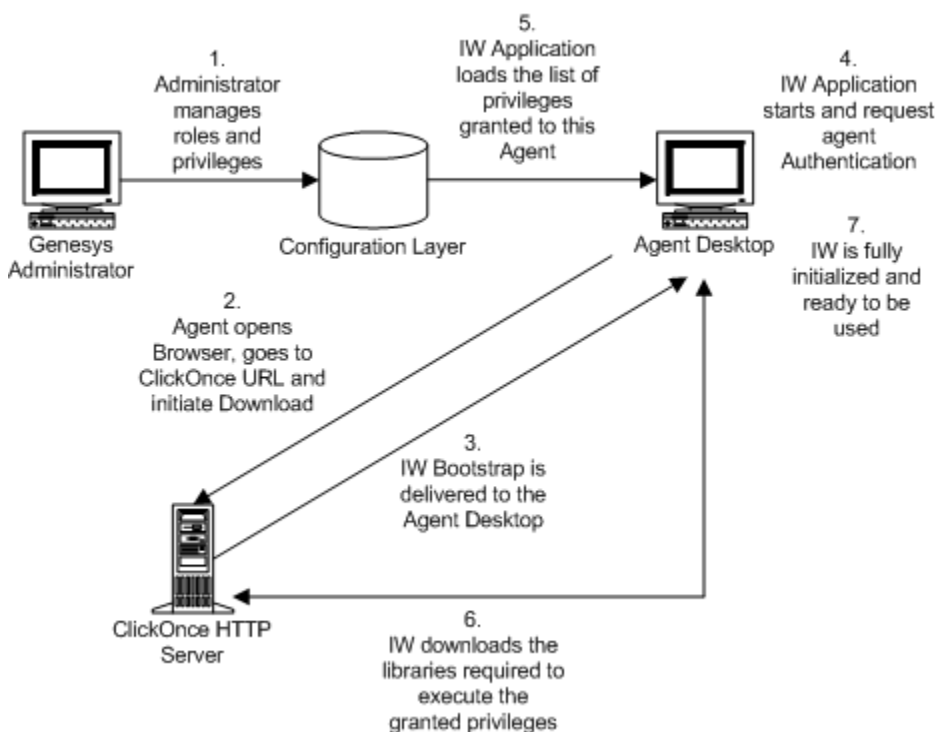 1.
Administrator
manages
roles and
privileges
5.
IW Application
loads the list of
privileges
granted to this
Agent
4.
IW Application
starts and request
agent
Authentication
Genesys
Administrator
Configuration Layer
Agent Desktop
7.
IW is fully
initialized and
ready to be
used
2.
Agent opens
Browser, goes to
ClickOnce URL and
initiate Download
3.
IW Bootstrap is
delivered to the
Agent Desktop
ClickOnce HTTP
Server
6.
IW downloads the
libraries required to
execute the
granted privileges